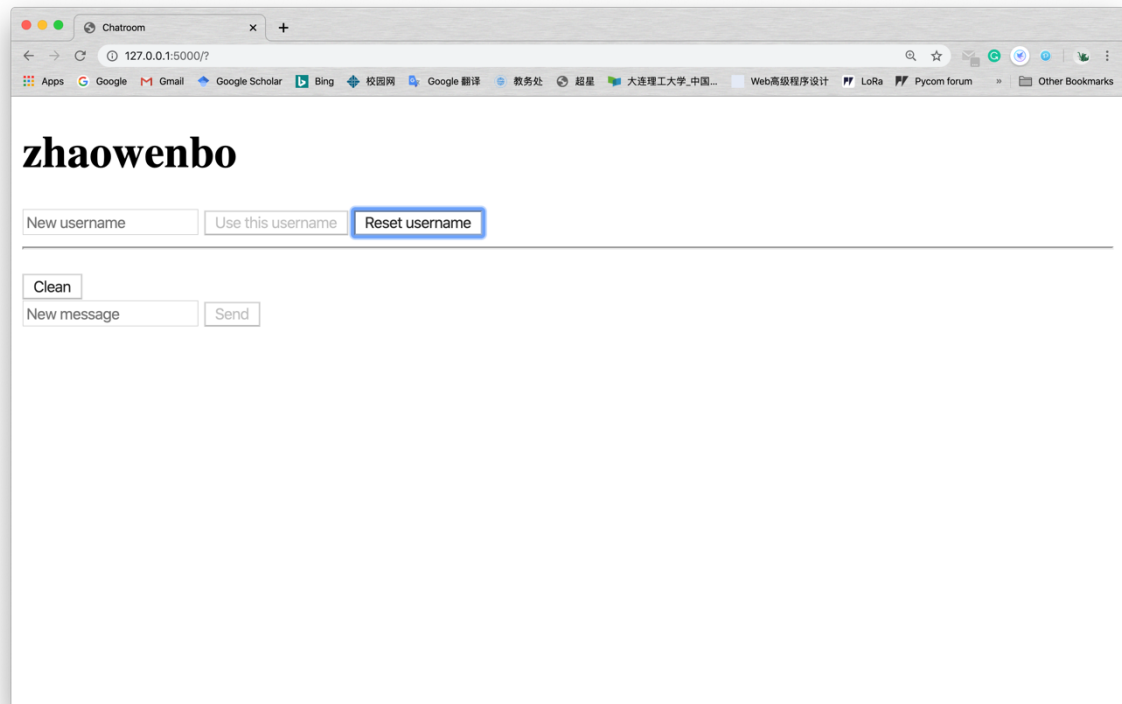 Chatroom
127.0.0.1:5000/?
Apps Google Gmail Google Scholar Bing 校园网 Google 翻译 教务处 超星 大连理工大学_中国... Web高级程序设计 LoRa Pycom forum » Other Bookmarks
zhaowenbo
New username Use this username Reset username
Clean
New message Send